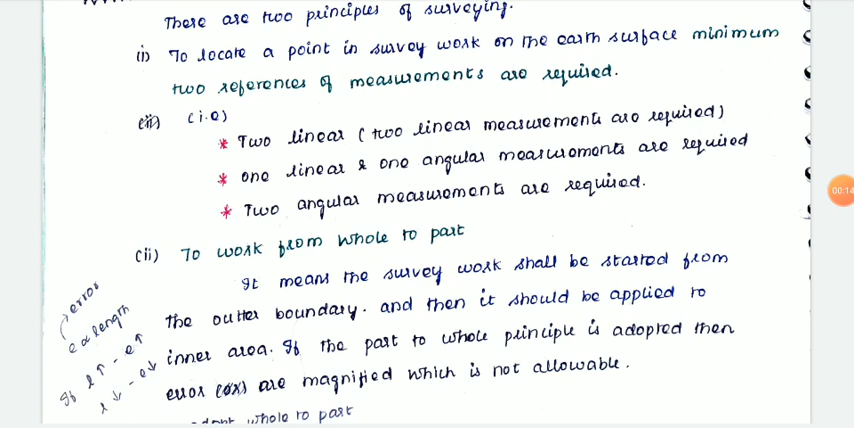 There are two principles of surveying.
(i) To locate a point in survey work on the earth surface minimum
two references of measurements are required.
(i.e)
* Two linear (two linear measurements are required)
* one linear & one angular measurements are required
* Two angular measurements are required.
(ii) To work from whole to part
It means the survey work shall be started from
the outter boundary. and then it should be applied to
inner area. If the part to whole principle is adopted then
error (or) are magnified which is not allowable.
whole to part
error
e ∝ length
If l↑ - e↑
l↓ - e↓
00:14